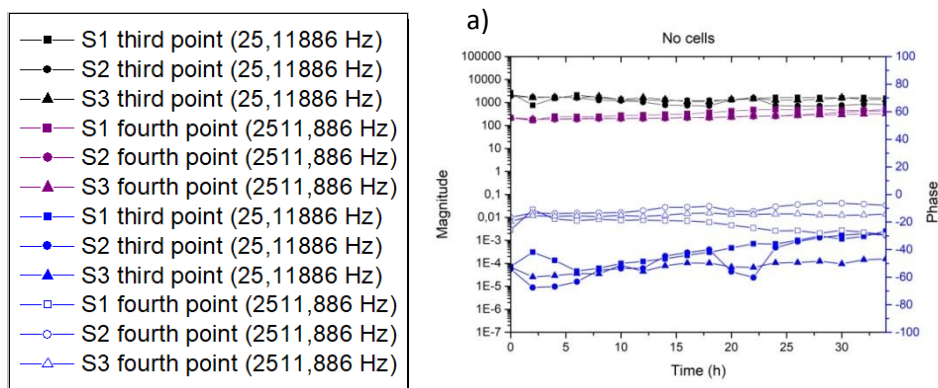 S1 third point (25,11886 Hz)
S2 third point (25,11886 Hz)
S3 third point (25,11886 Hz)
S1 fourth point (2511,886 Hz)
S2 fourth point (2511,886 Hz)
S3 fourth point (2511,886 Hz)
S1 third point (25,11886 Hz)
S2 third point (25,11886 Hz)
S3 third point (25,11886 Hz)
S1 fourth point (2511,886 Hz)
S2 fourth point (2511,886 Hz)
S3 fourth point (2511,886 Hz)
a)
No cells
Magnitude
100000
10000
1000
100
10
1
0,1
0,01
1E-3
1E-4
1E-5
1E-6
1E-7
100
80
60
40
20
0
-20
-40
-60
-80
-100
Phase
0 5 10 15 20 25 30
Time (h)